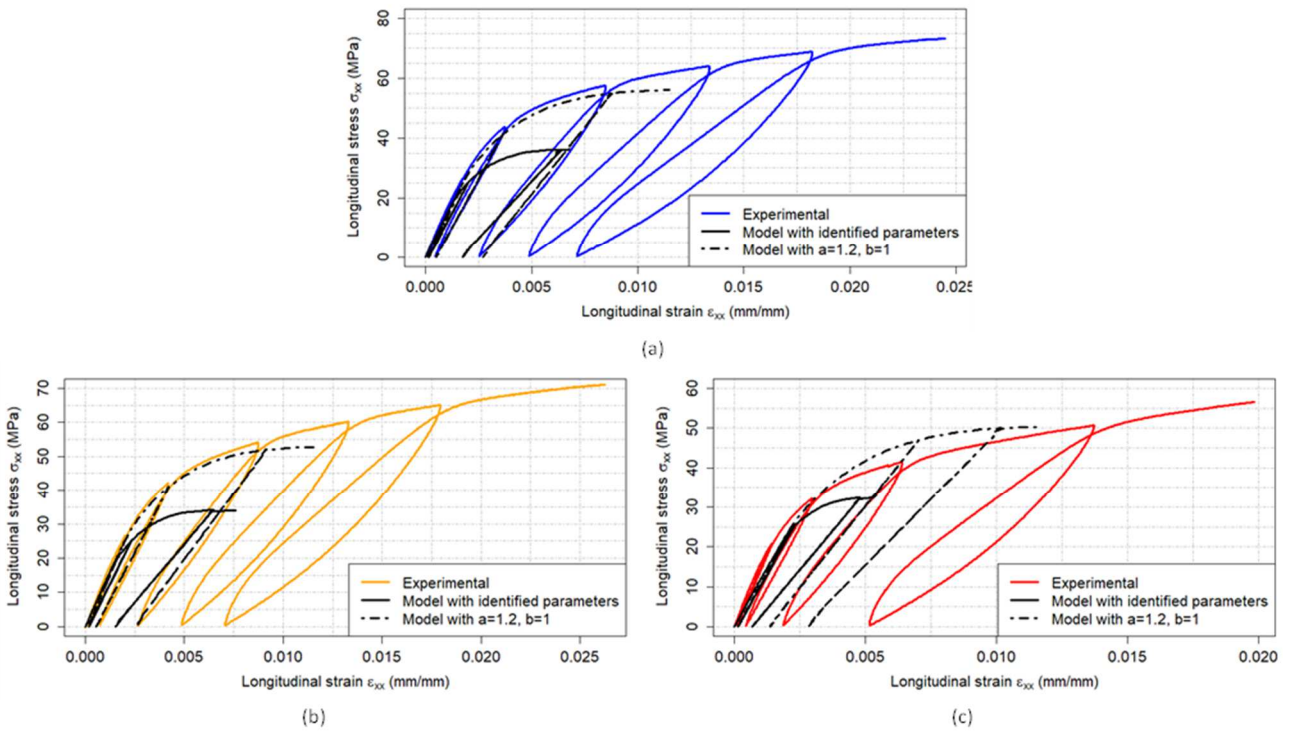 80
60
40
20
0
Longitudinal stress σxx (MPa)
Experimental
Model with identified parameters
Model with a=1.2, b=1
0.000 0.005 0.010 0.015 0.020 0.025
Longitudinal strain εxx (mm/mm)
(a)
70
60
50
40
30
20
10
0
Longitudinal stress σxx (MPa)
Experimental
Model with identified parameters
Model with a=1.2, b=1
0.000 0.005 0.010 0.015 0.020 0.025
Longitudinal strain εxx (mm/mm)
(b)
60
50
40
30
20
10
0
Longitudinal stress σxx (MPa)
Experimental
Model with identified parameters
Model with a=1.2, b=1
0.000 0.005 0.010 0.015 0.020
Longitudinal strain εxx (mm/mm)
(c)